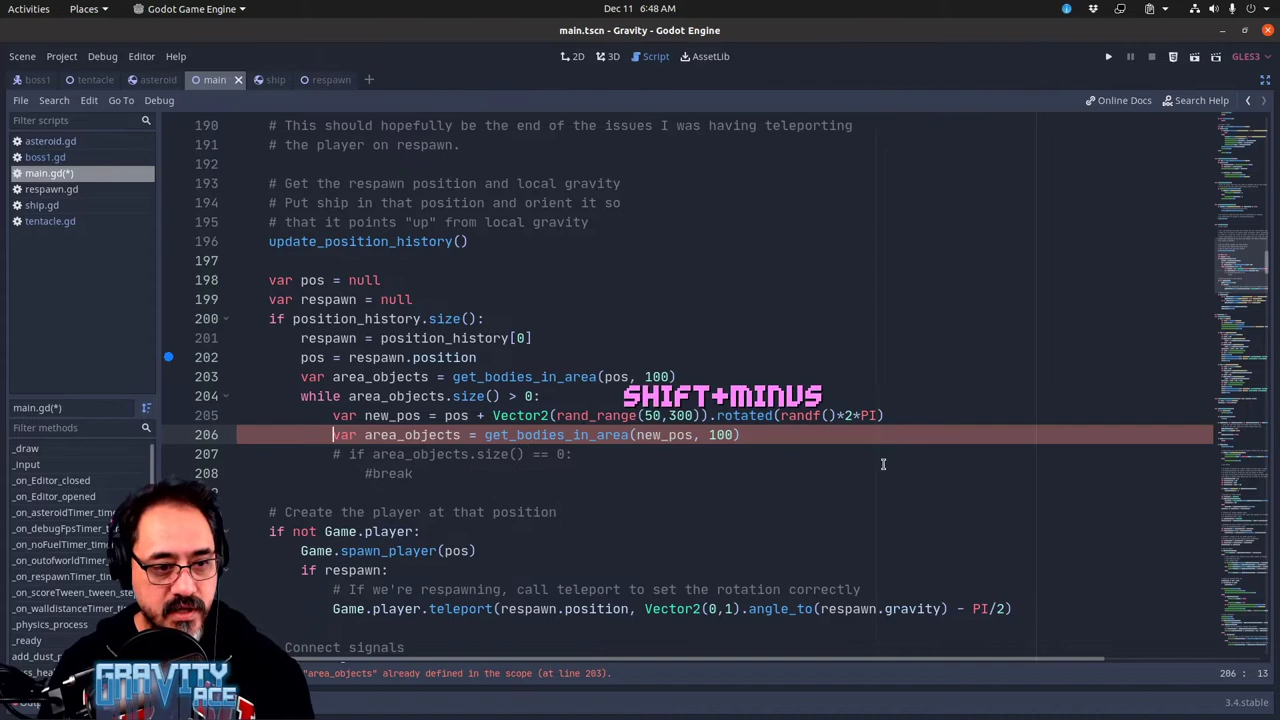 Activities Places Godot Game Engine Dec 11 6:48 AM
main.tscn - Gravity - Godot Engine
Scene Project Debug Editor Help 2D 3D Script AssetLib GLES3
boss1 tentacle asteroid main ship respawn
File Search Edit Go To Debug Online Docs Search Help
Filter scripts
asteroid.gd
boss1.gd
main.gd(*)
respawn.gd
ship.gd
tentacle.gd
main.gd(*)
Filter methods
_draw
_input
_on_Editor_closed
_on_Editor_opened
_on_asteroidTimer_time
_on_debugFpsTimer_t
_on_noFuelTimer_time
_on_outofworldTimer_t
_on_respawnTimer_tim
_on_scoreTween_tween_ste
_on_walldistanceTimer_
_physics_process
_ready
add_dust_p
190 # This should hopefully be the end of the issues I was having teleporting
191 # the player on respawn.
192
193 # Get the respawn position and local gravity
194 # Put ship in that position and orient it so
195 # that it points "up" from local gravity
196 update_position_history()
197
198 var pos = null
199 var respawn = null
200 if position_history.size():
201 respawn = position_history[0]
202 pos = respawn.position
203 var area_objects = get_bodies_in_area(pos, 100)
204 while area_objects.size() > 0:
SHIFT+MINUS
205 var new_pos = pos + Vector2(rand_range(50,300)).rotated(randf()*2*PI)
206 var area_objects = get_bodies_in_area(new_pos, 100)
207 # if area_objects.size() == 0:
208 #break
# Create the player at that position
if not Game.player:
Game.spawn_player(pos)
if respawn:
# If we're respawning, not teleport to set the rotation correctly
Game.player.teleport(respawn.position, Vector2(0,1).angle_to(respawn.gravity) - PI/2)
Connect signals
"area_objects" already defined in the scope (at line 203). 206 : 13
3.4.stable
GRAVITY
ACE